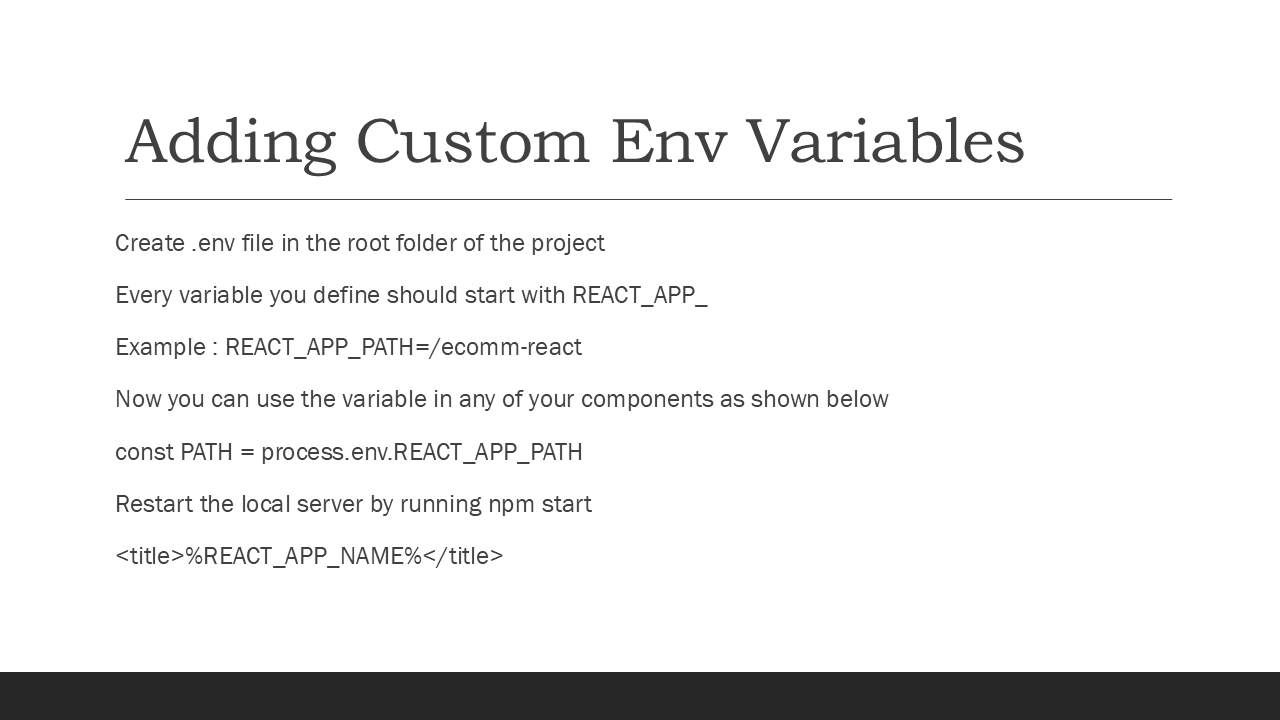 Adding Custom Env Variables
Create .env file in the root folder of the project
Every variable you define should start with REACT_APP_
Example : REACT_APP_PATH=/ecomm-react
Now you can use the variable in any of your components as shown below
const PATH = process.env.REACT_APP_PATH
Restart the local server by running npm start
<title>%REACT_APP_NAME%</title>